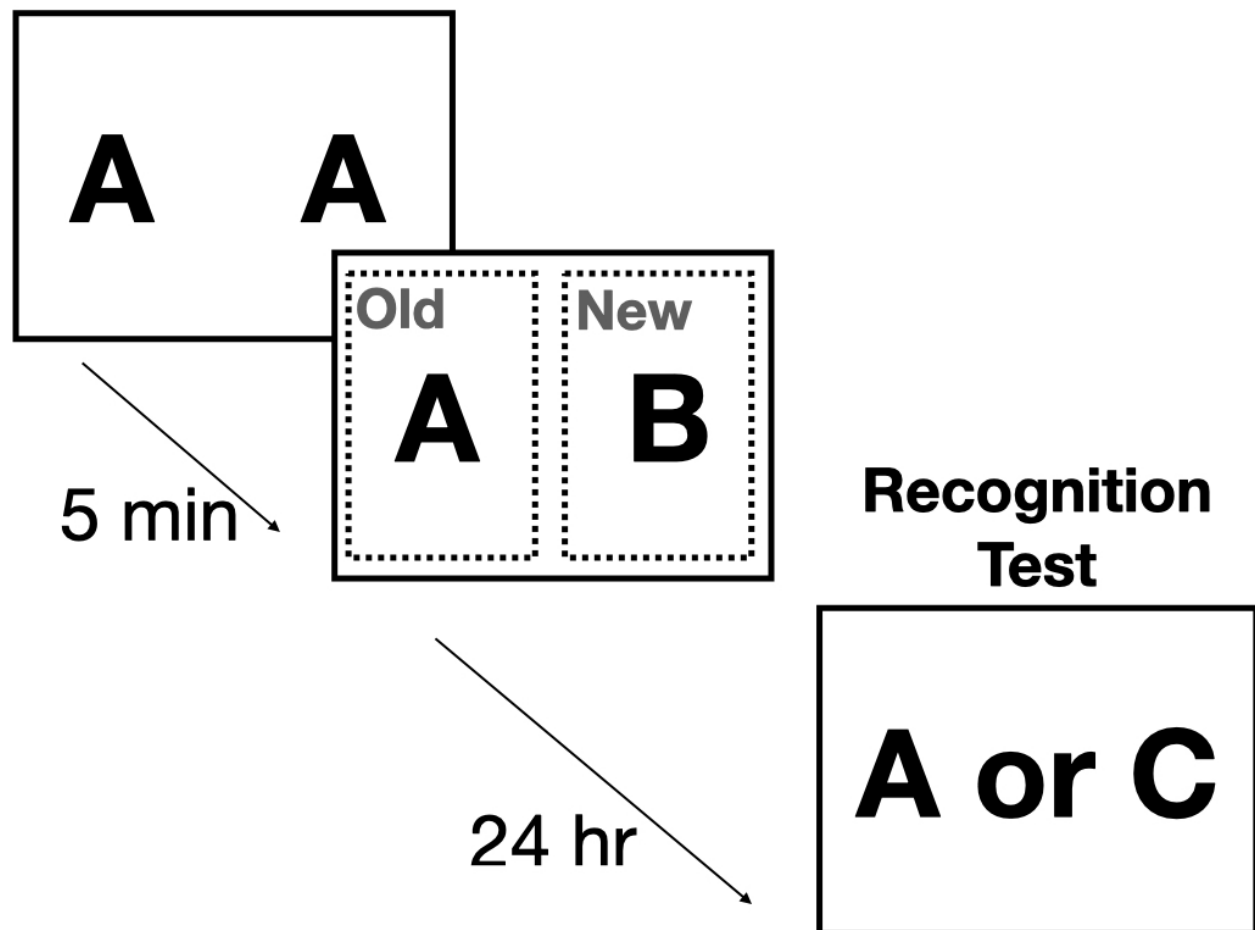 A A
Old New
A B
5 min
Recognition
Test
A or C
24 hr